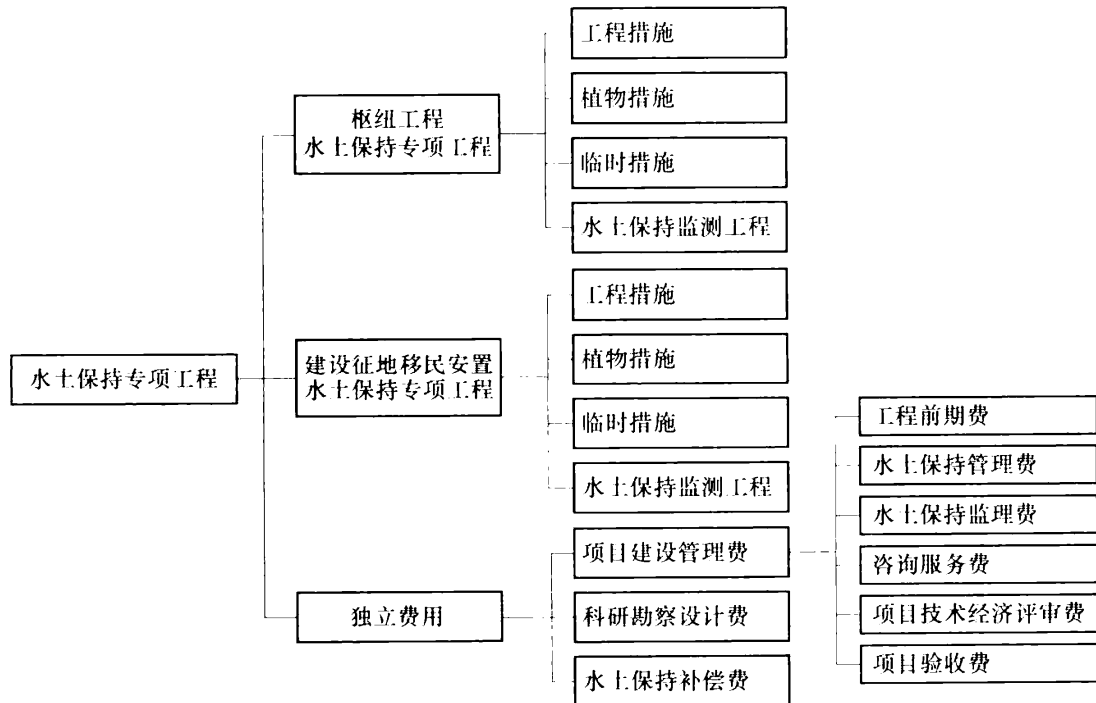 水土保持专项工程
枢纽工程
水土保持专项工程
工程措施
植物措施
临时措施
水土保持监测工程
建设征地移民安置
水土保持专项工程
工程措施
植物措施
临时措施
水土保持监测工程
独立费用
项目建设管理费
工程前期费
水土保持管理费
水土保持监理费
咨询服务费
项目技术经济评审费
项目验收费
科研勘察设计费
水土保持补偿费